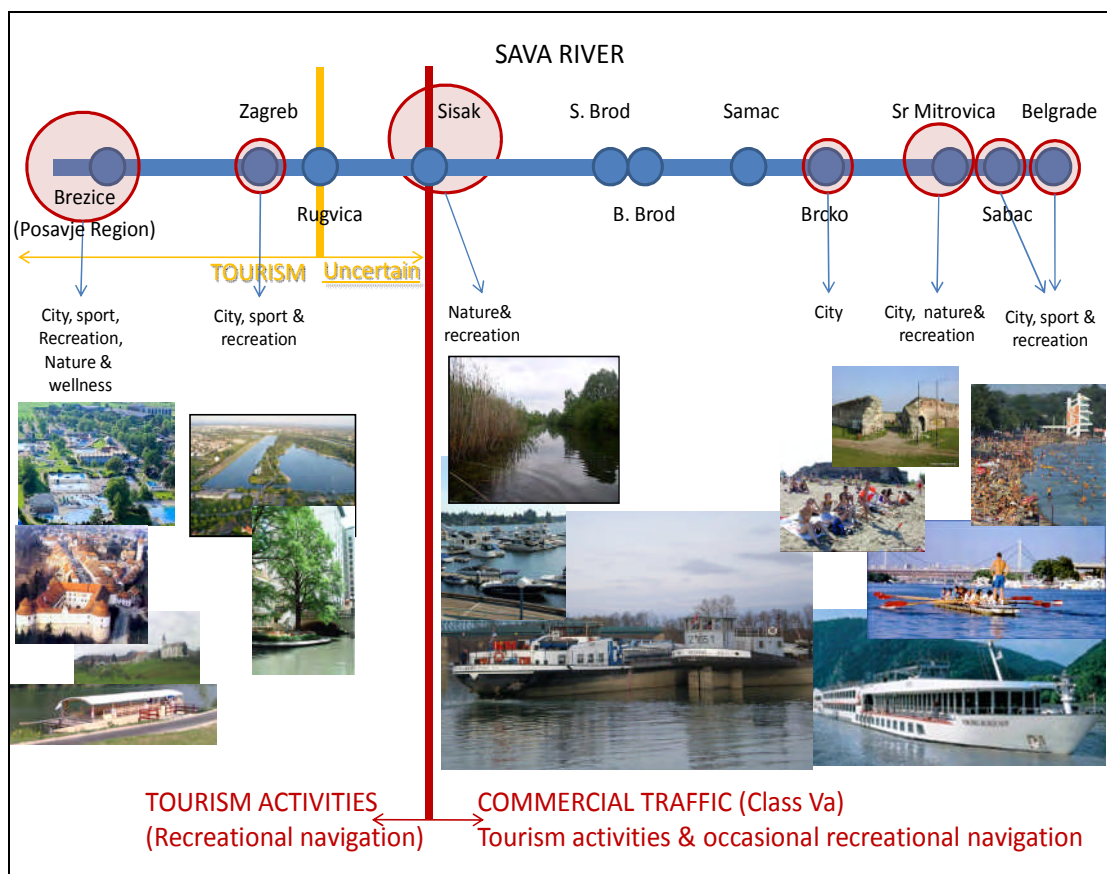 SAVA RIVER
Zagreb
Sisak
S. Brod
Samac
Sr Mitrovica
Belgrade
Brezice
(Posavje Region)
Rugvica
B. Brod
Brcko
Sabac
TOURISM
Uncertain
City, sport,
Recreation,
Nature &
wellness
City, sport &
recreation
Nature&
recreation
City
City, nature&
recreation
City, sport &
recreation
TOURISM ACTIVITIES
(Recreational navigation)
COMMERCIAL TRAFFIC (Class Va)
Tourism activities & occasional recreational navigation